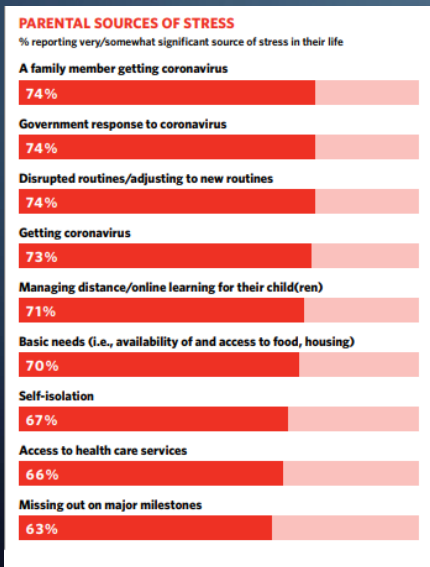 PARENTAL SOURCES OF STRESS
% reporting very/somewhat significant source of stress in their life
A family member getting coronavirus
74%
Government response to coronavirus
74%
Disrupted routines/adjusting to new routines
74%
Getting coronavirus
73%
Managing distance/online learning for their child(ren)
71%
Basic needs (i.e., availability of and access to food, housing)
70%
Self-isolation
67%
Access to health care services
66%
Missing out on major milestones
63%